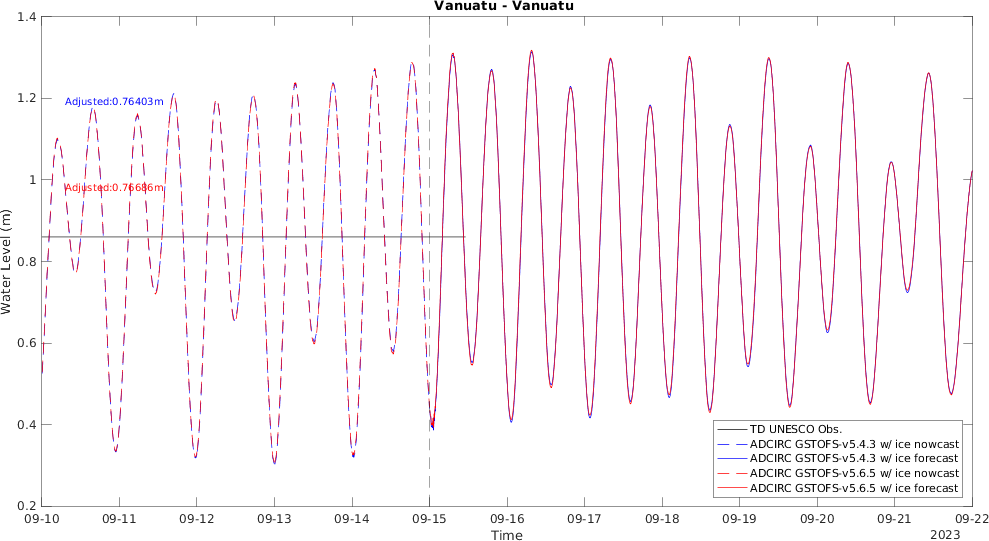 Vanuatu - Vanuatu
1.4
1.2
1
0.8
0.6
0.4
0.2
Water Level (m)
Adjusted:0.76403m
Adjusted:0.76686m
TD UNESCO Obs.
ADCIRC GSTOFS-v5.4.3 w/ ice nowcast
ADCIRC GSTOFS-v5.4.3 w/ ice forecast
ADCIRC GSTOFS-v5.6.5 w/ ice nowcast
ADCIRC GSTOFS-v5.6.5 w/ ice forecast
09-10 09-11 09-12 09-13 09-14 09-15 09-16 09-17 09-18 09-19 09-20 09-21 09-22
Time
2023